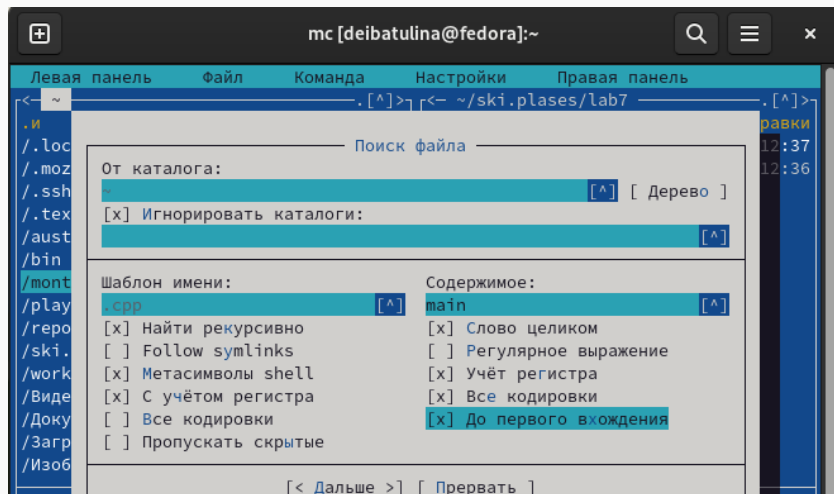 mc [deibatulina@fedora]:~
Левая панель Файл Команда Настройки Правая панель
<— ~ .[^]> <— ~/ski.plases/lab7 .[^]>
.и равки
/.loc 12:37
/.moz 12:36
/.ssh
/.tex
/aust
/bin
/mont
/play
/repo
/ski.
/work
/Виде
/Доку
/Загр
/Изоб
Поиск файла
От каталога:
~ [^] [ Дерево ]
[x] Игнорировать каталоги:
[^]
Шаблон имени: Содержимое:
.cpp [^] main [^]
[x] Найти рекурсивно [x] Слово целиком
[ ] Follow symlinks [ ] Регулярное выражение
[x] Метасимволы shell [x] Учёт регистра
[x] С учётом регистра [x] Все кодировки
[ ] Все кодировки [x] До первого вхождения
[ ] Пропускать скрытые
[< Дальше >] [ Прервать ]